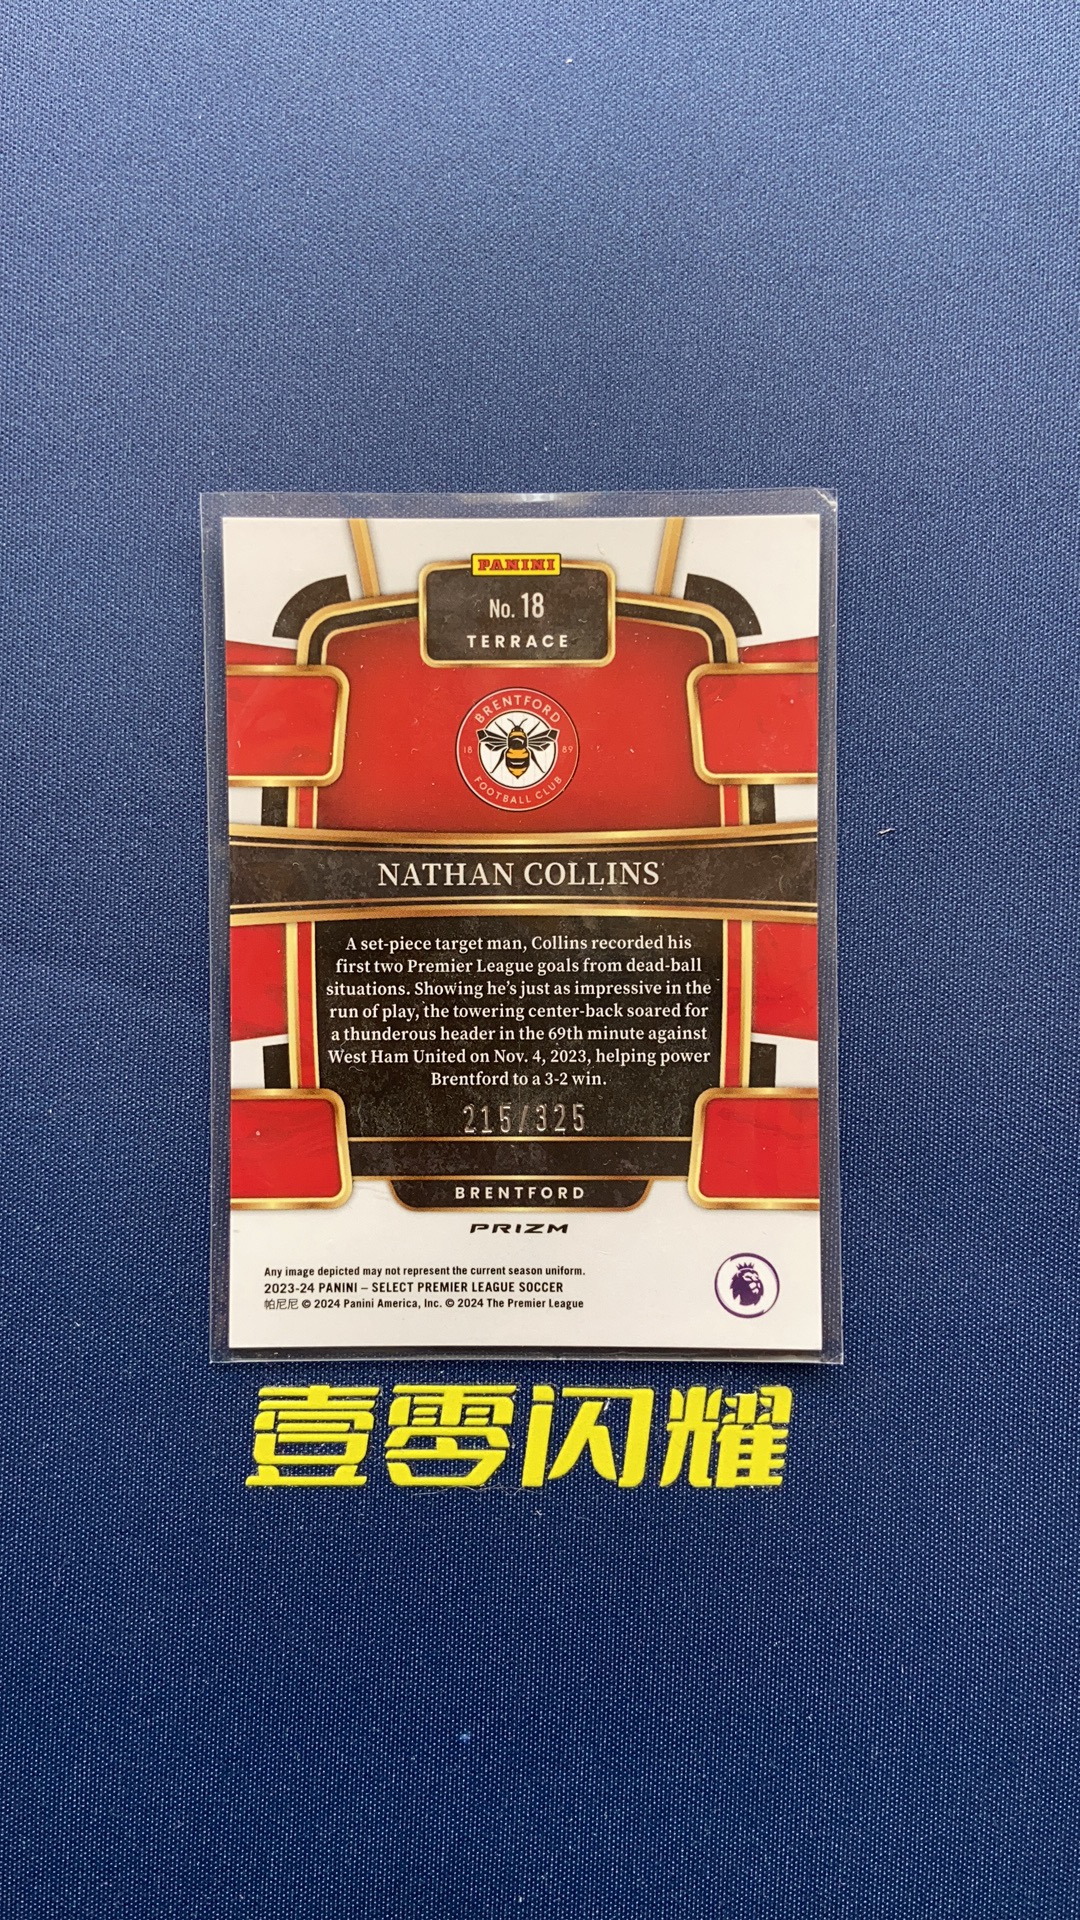 PANINI
No. 18
TERRACE
BRENTFORD
18 89
FOOTBALL CLUB
NATHAN COLLINS
A set-piece target man, Collins recorded his
first two Premier League goals from dead-ball
situations. Showing he's just as impressive in the
run of play, the towering center-back soared for
a thunderous header in the 69th minute against
West Ham United on Nov. 4, 2023, helping power
Brentford to a 3-2 win.
215/325
BRENTFORD
PRIZM
Any image depicted may not represent the current season uniform.
2023-24 PANINI – SELECT PREMIER LEAGUE SOCCER
帕尼尼 © 2024 Panini America, Inc. © 2024 The Premier League
壹零闪耀